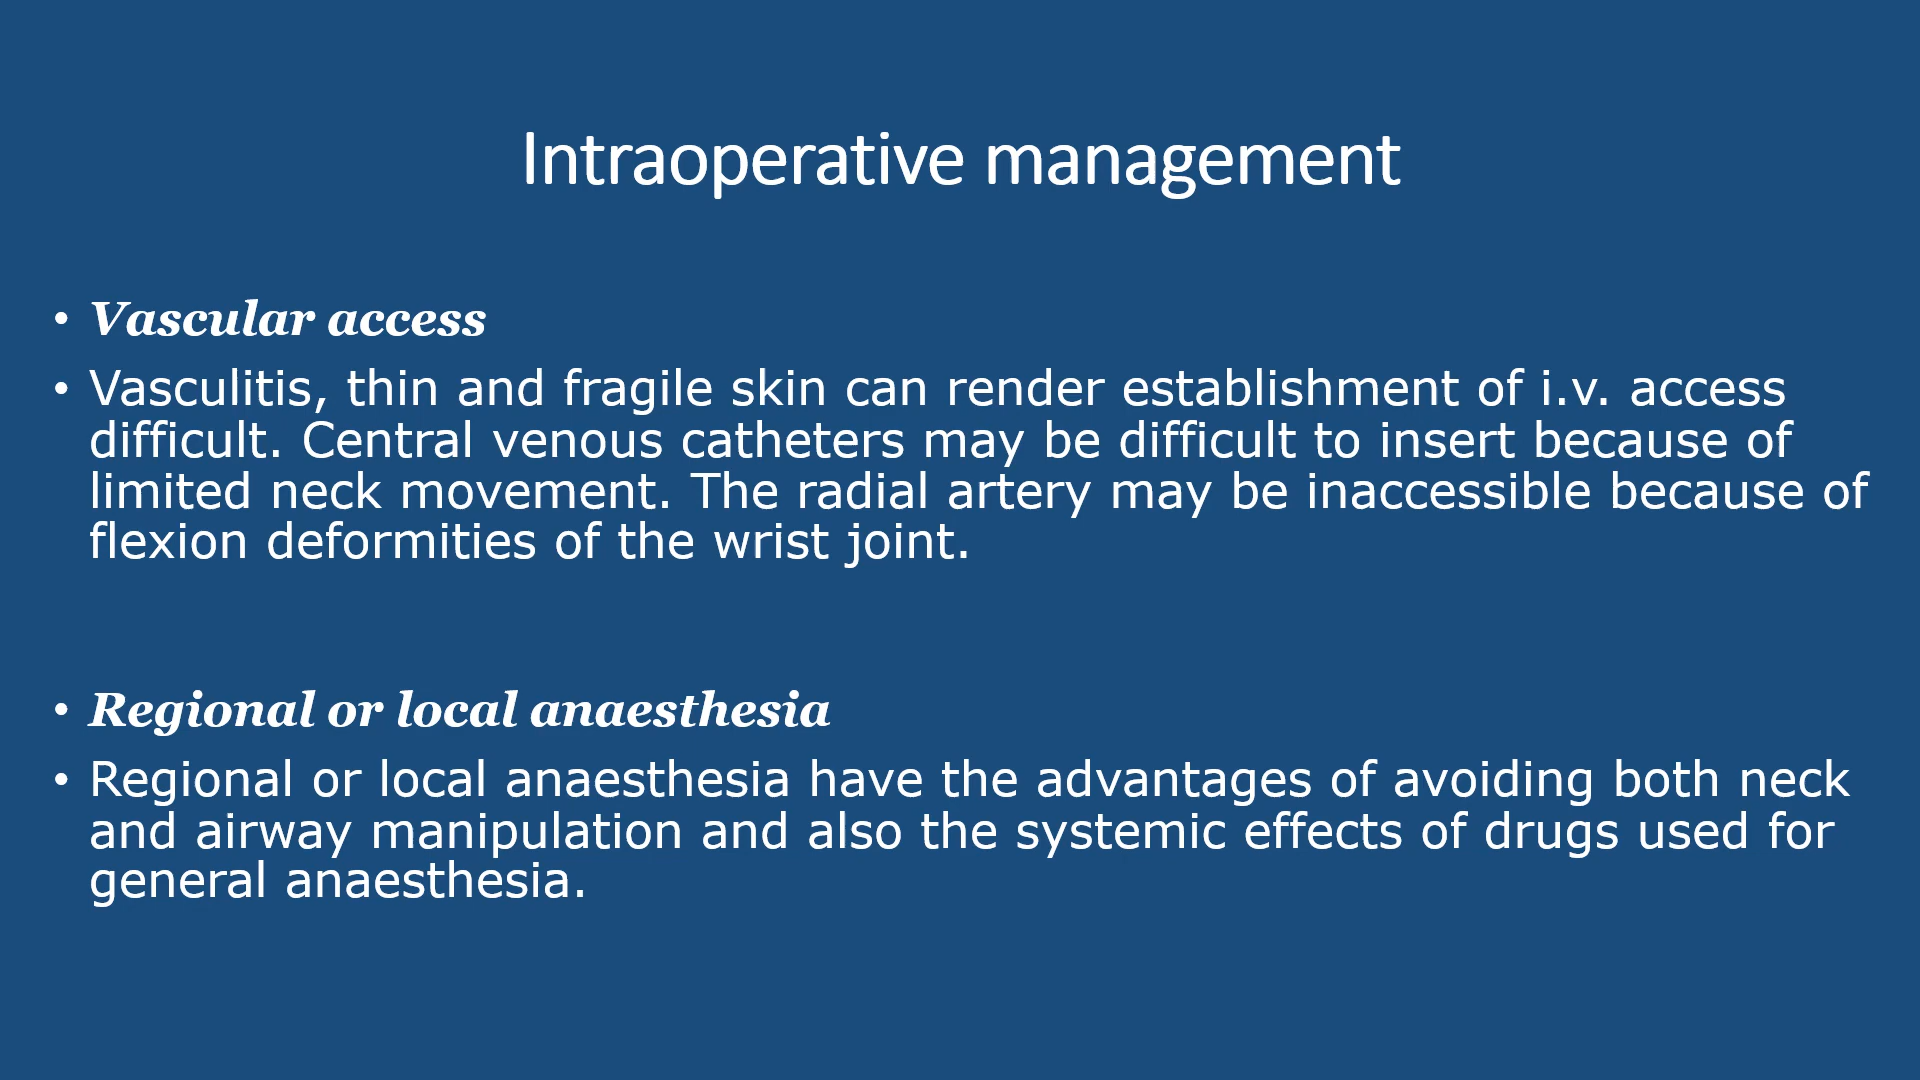 Intraoperative management
• Vascular access
• Vasculitis, thin and fragile skin can render establishment of i.v. access
difficult. Central venous catheters may be difficult to insert because of
limited neck movement. The radial artery may be inaccessible because of
flexion deformities of the wrist joint.
• Regional or local anaesthesia
• Regional or local anaesthesia have the advantages of avoiding both neck
and airway manipulation and also the systemic effects of drugs used for
general anaesthesia.